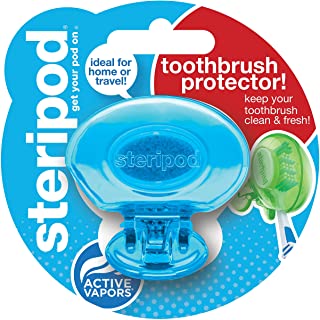 steripod
get your pod on
ideal for
home or
travel!
toothbrush
protector!
keep your
toothbrush
clean & fresh!
steripod
ACTIVE
VAPORS